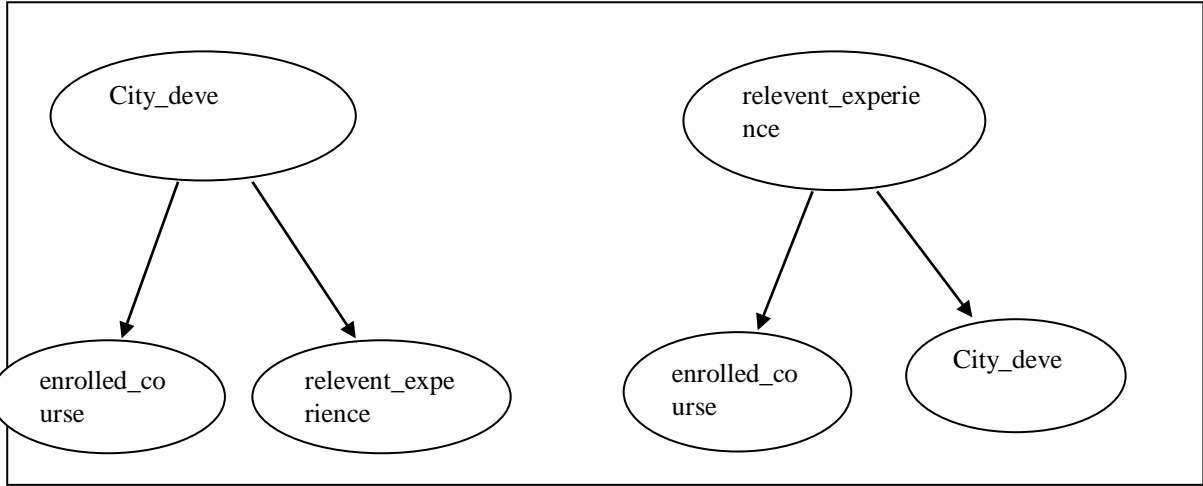 City_deve
relevent_experie
nce
enrolled_co
urse
relevent_expe
rience
enrolled_co
urse
City_deve